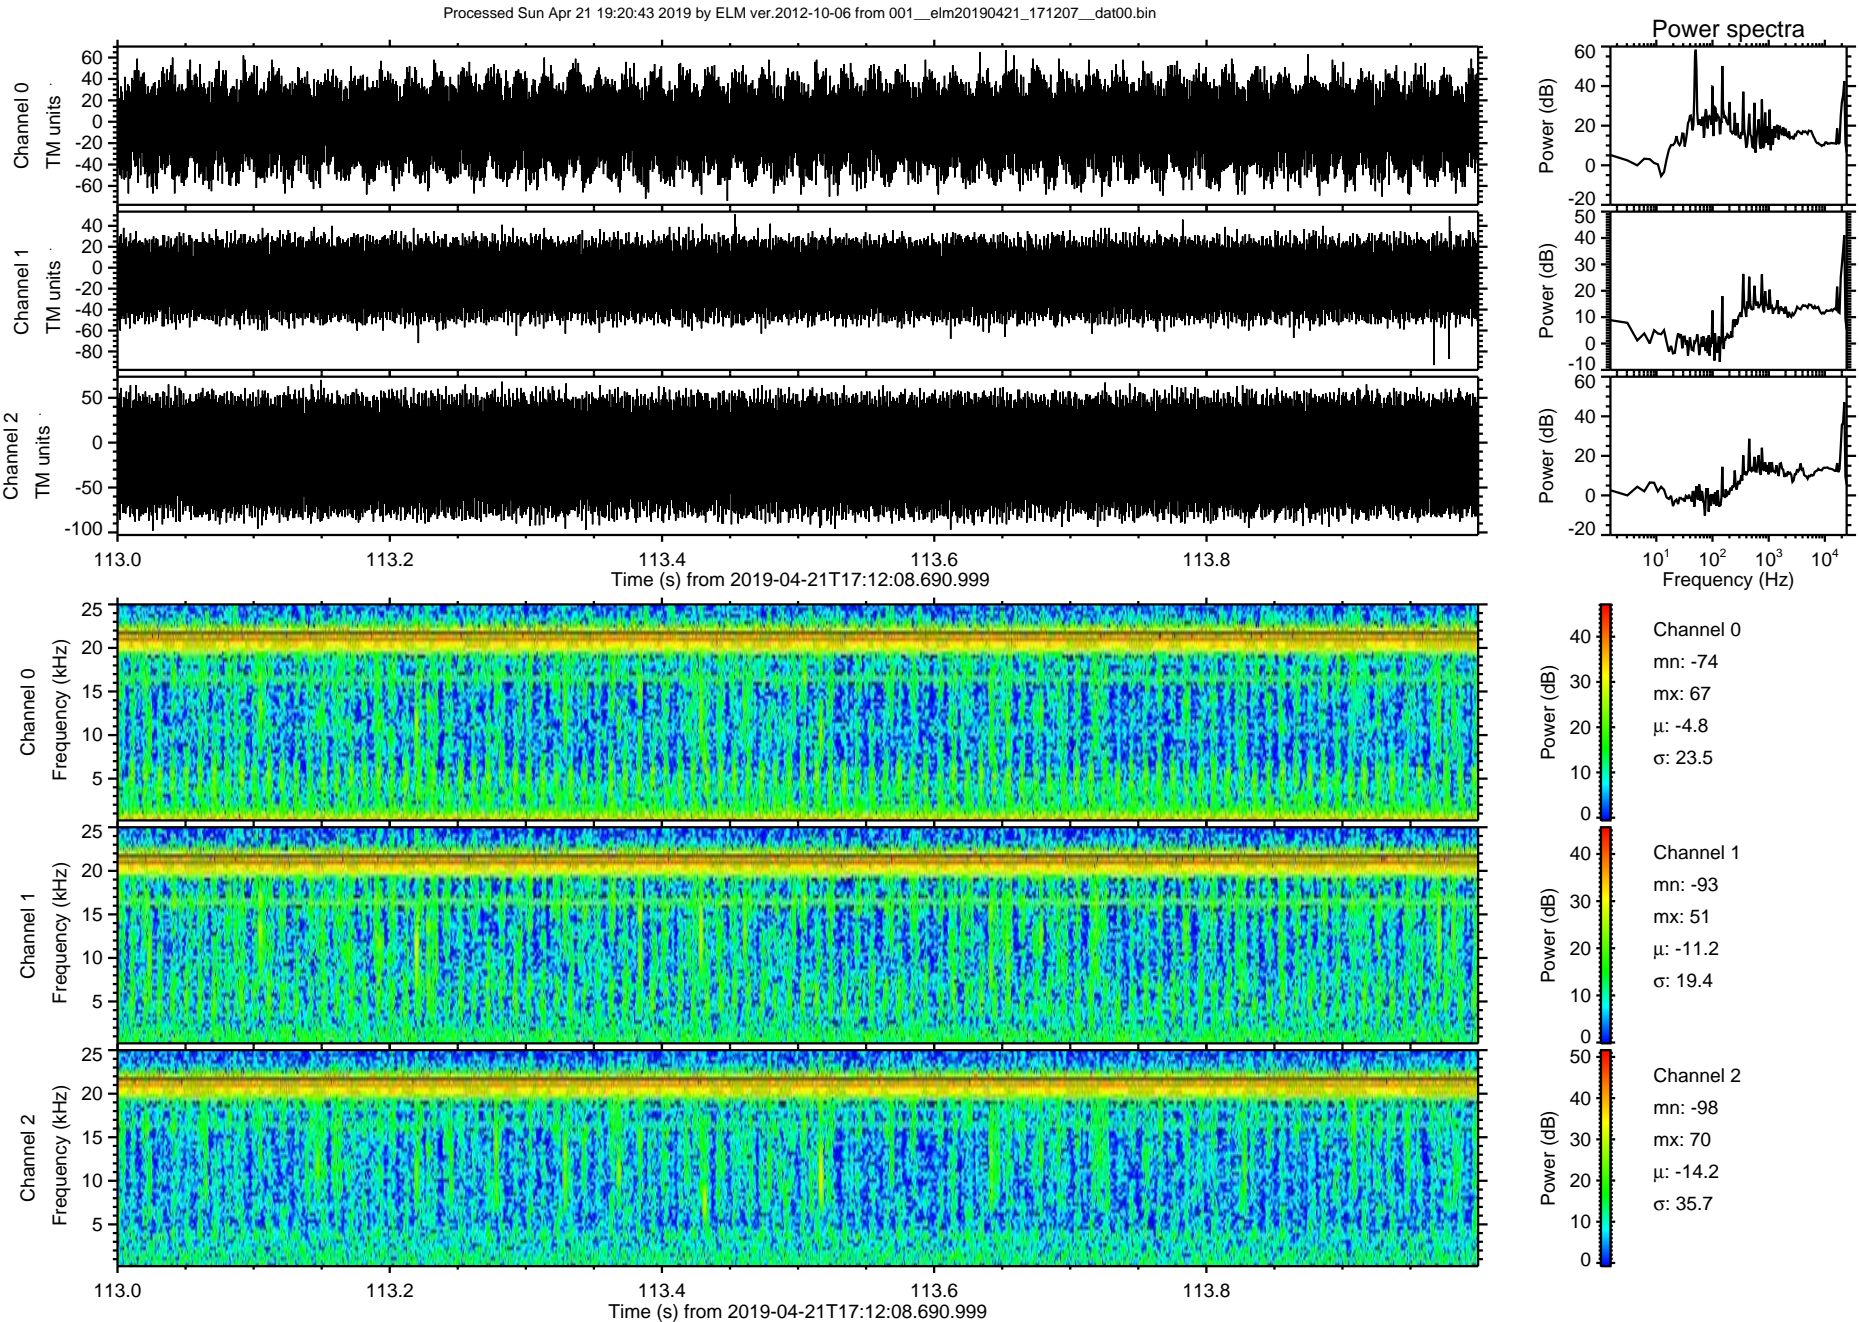 Processed Sun Apr 21 19:20:43 2019 by ELM ver.2012-10-06 from 001__elm20190421_171207__dat00.bin
Power spectra
Channel 0
TM units
60
40
20
0
-20
-40
-60
Power (dB)
60
40
20
0
-20
Channel 1
TM units
40
20
0
-20
-40
-60
-80
Power (dB)
50
40
30
20
10
0
-10
Channel 2
TM units
50
0
-50
-100
Power (dB)
60
40
20
0
-20
113.0 113.2 113.4 113.6 113.8
Time (s) from 2019-04-21T17:12:08.690.999
10¹ 10² 10³ 10⁴
Frequency (Hz)
Channel 0
Frequency (kHz)
25
20
15
10
5
Power (dB)
40
30
20
10
0
Channel 0
mn: -74
mx: 67
μ: -4.8
σ: 23.5
Channel 1
Frequency (kHz)
25
20
15
10
5
Power (dB)
40
30
20
10
0
Channel 1
mn: -93
mx: 51
μ: -11.2
σ: 19.4
Channel 2
Frequency (kHz)
25
20
15
10
5
Power (dB)
50
40
30
20
10
0
Channel 2
mn: -98
mx: 70
μ: -14.2
σ: 35.7
113.0 113.2 113.4 113.6 113.8
Time (s) from 2019-04-21T17:12:08.690.999